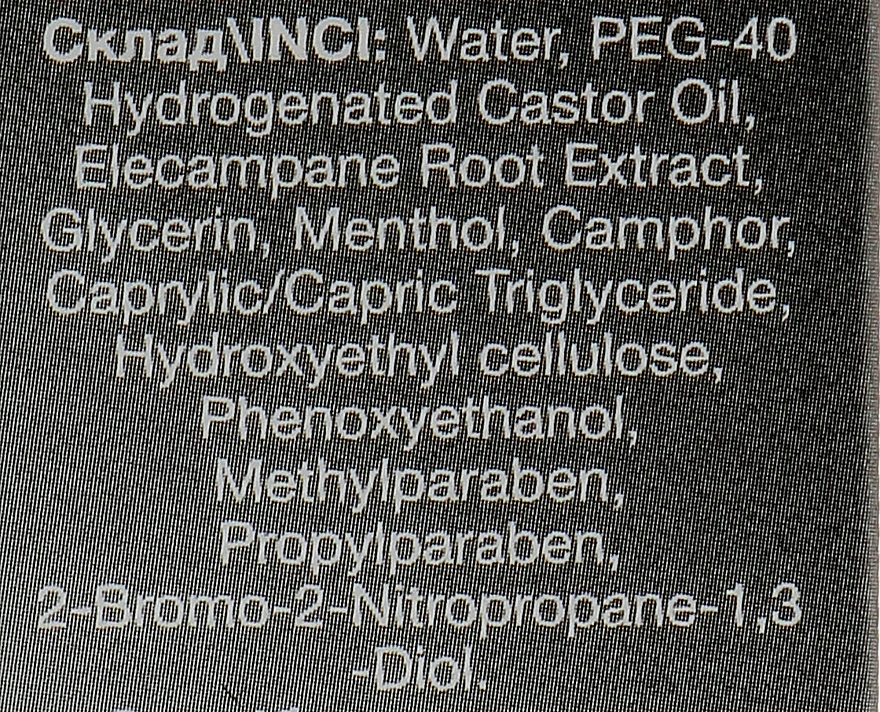 Склад\INCI: Water, PEG-40
Hydrogenated Castor Oil,
Elecampane Root Extract,
Glycerin, Menthol, Camphor,
Caprylic/Capric Triglyceride,
Hydroxyethyl cellulose,
Phenoxyethanol,
Methylparaben,
Propylparaben,
2-Bromo-2-Nitropropane-1,3
-Diol.